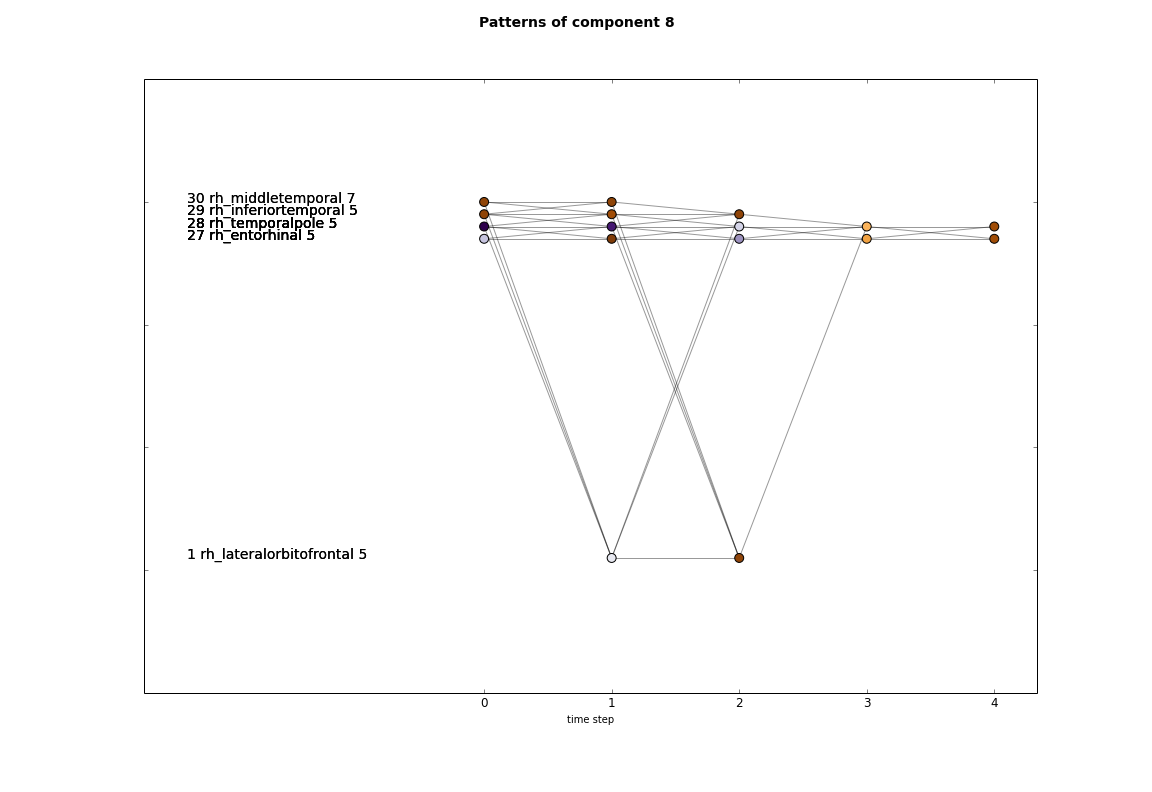 Patterns of component 8
30 rh_middletemporal 7
29 rh_inferiortemporal 5
28 rh_temporalpole 5
27 rh_entorhinal 5
1 rh_lateralorbitofrontal 5
0 1 2 3 4
time step